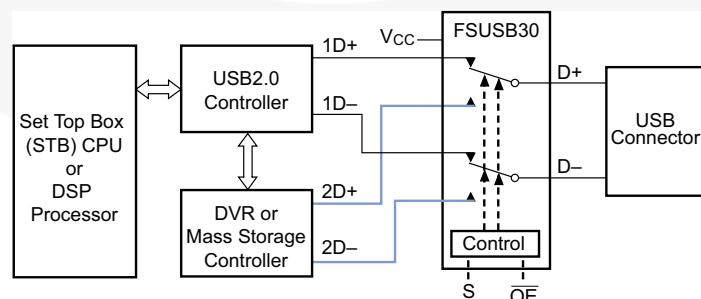 Set Top Box
(STB) CPU
or
DSP
Processor
USB2.0
Controller
DVR or
Mass Storage
Controller
1D+
1D–
2D+
2D–
VCC
FSUSB30
Control
S
OE
D+
D–
USB
Connector